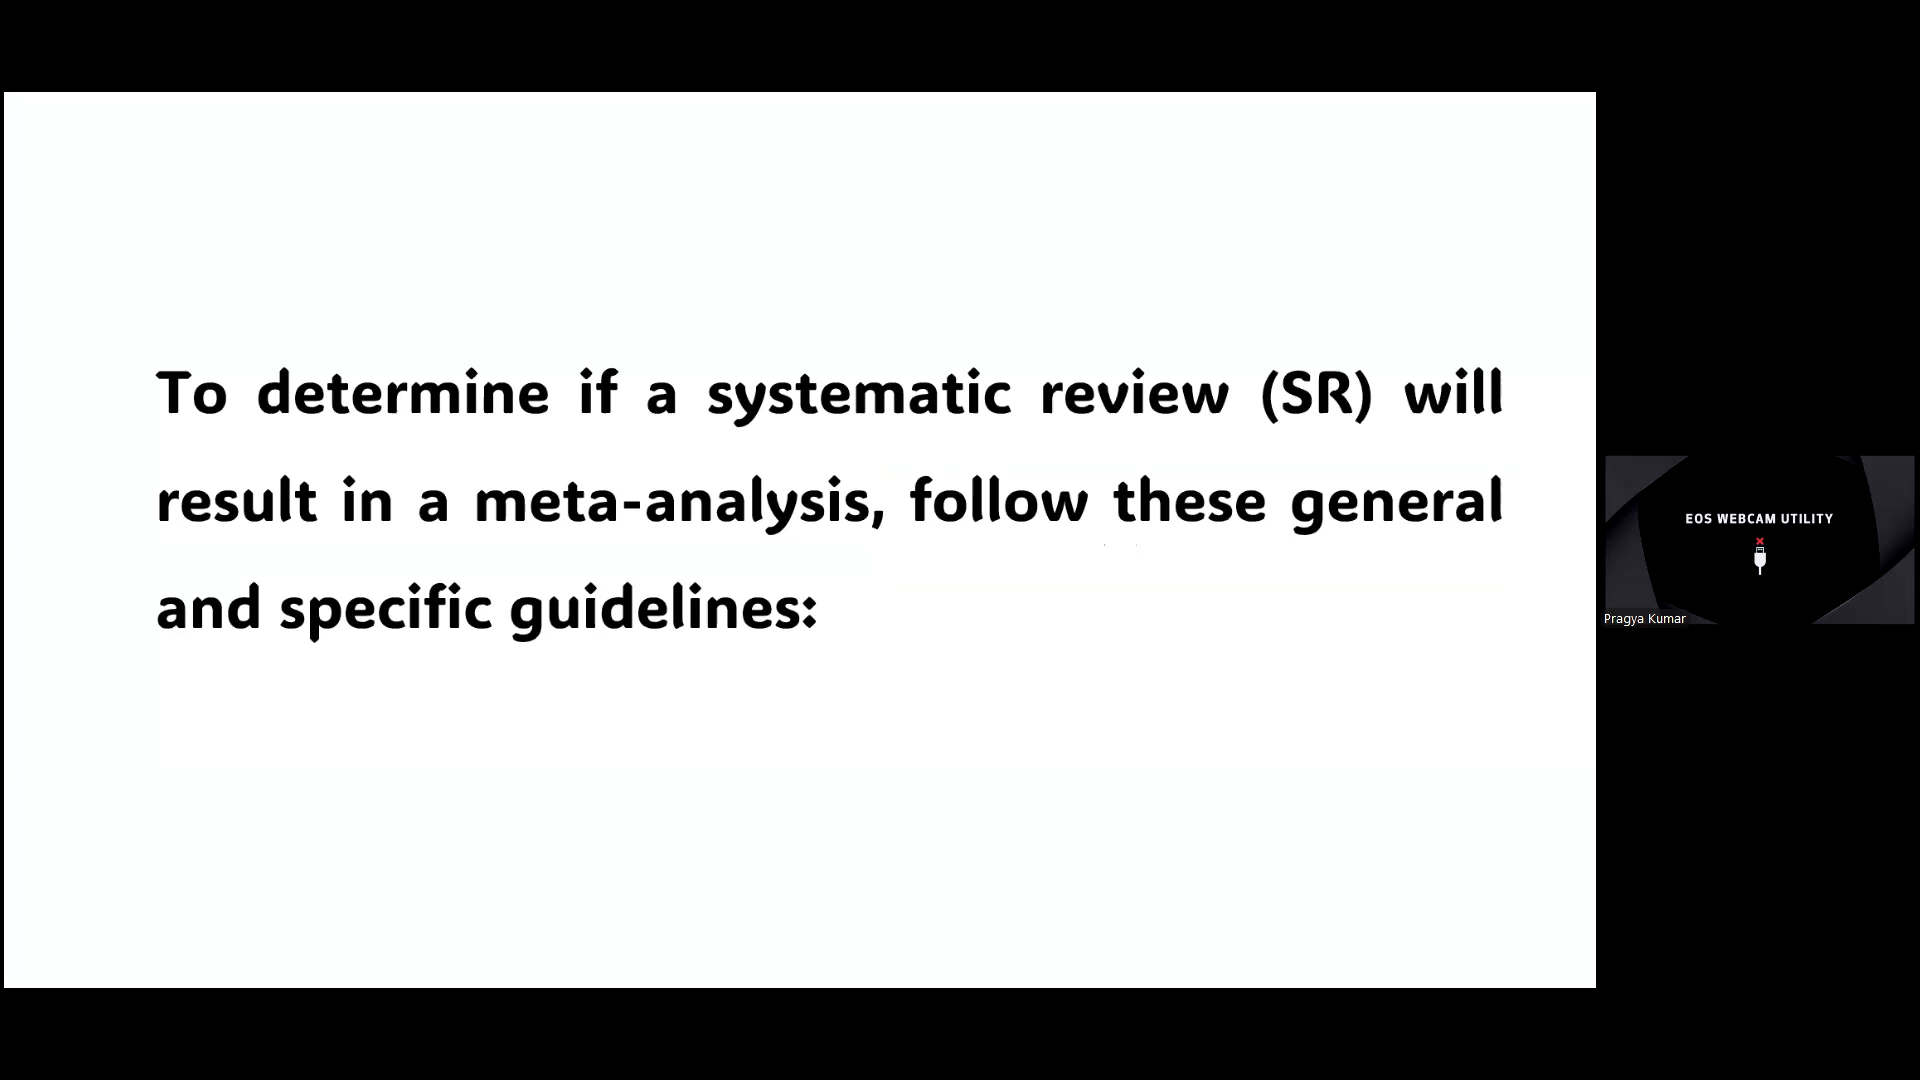 To determine if a systematic review (SR) will
result in a meta-analysis, follow these general
and specific guidelines:
EOS WEBCAM UTILITY
Pragya Kumar